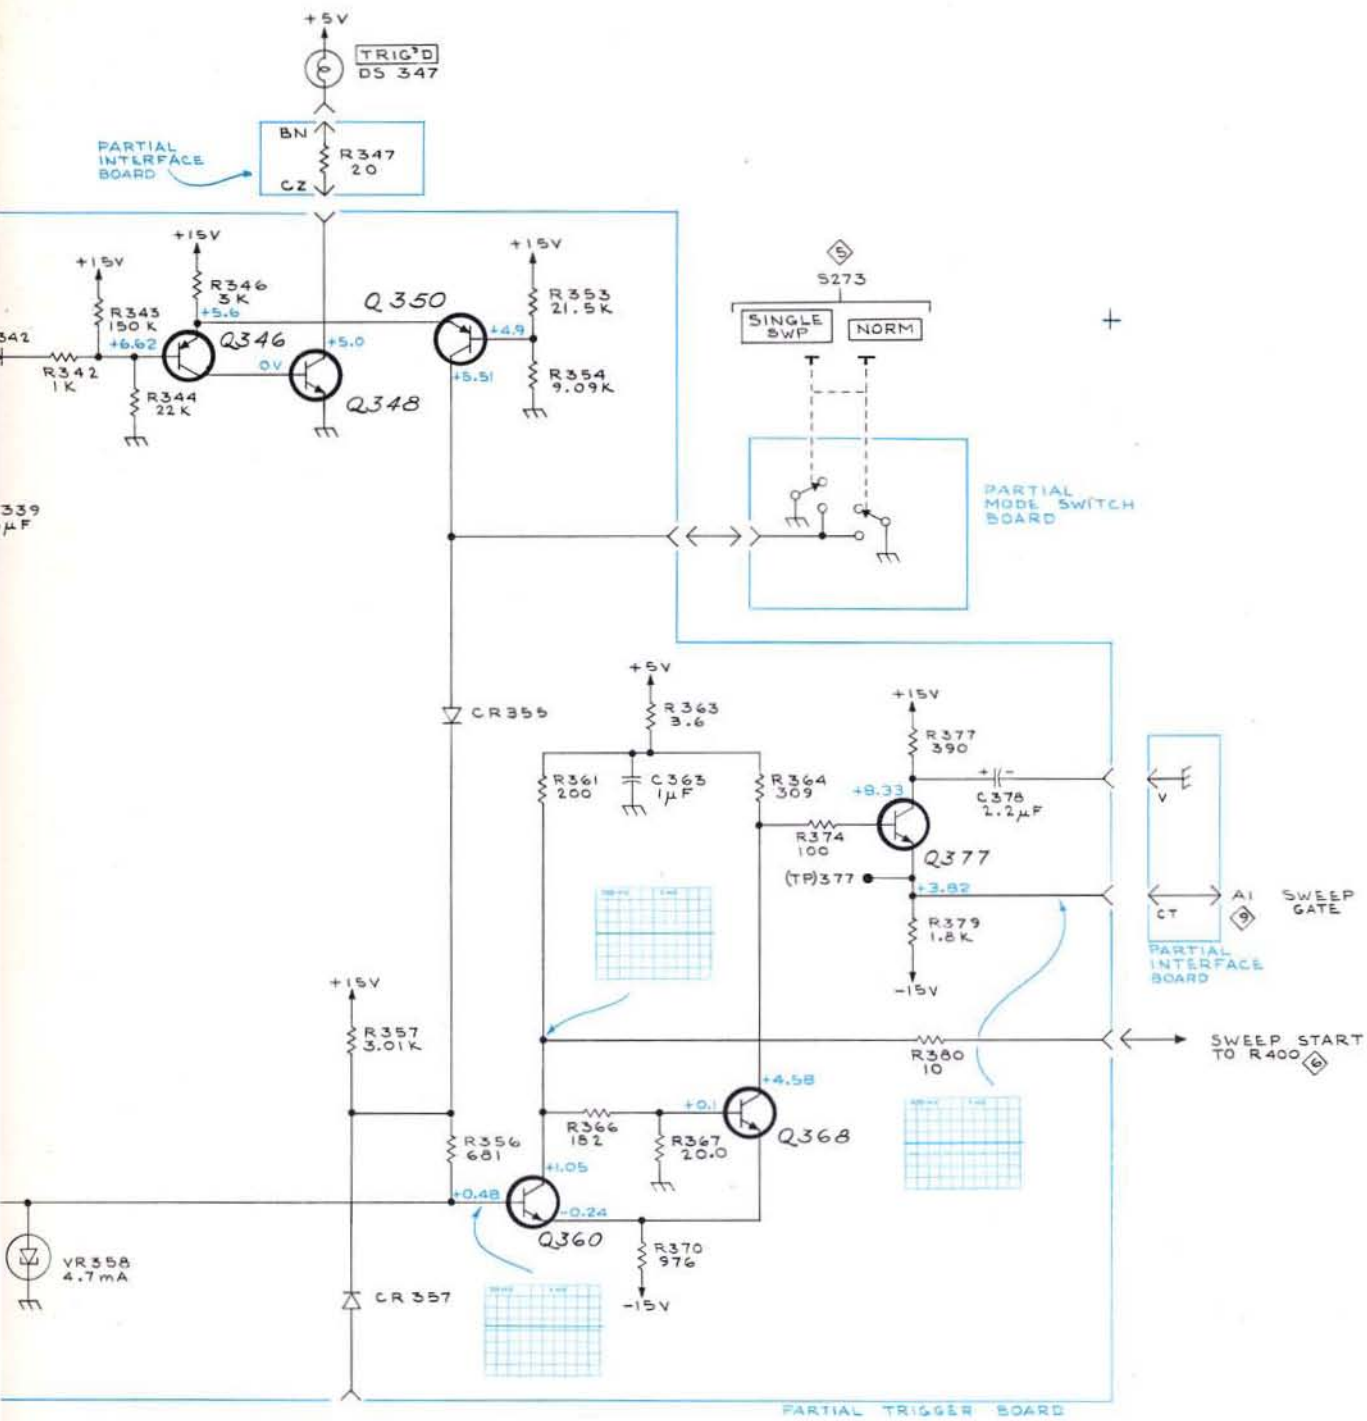 +5V
TRIG'D
DS 347
BN
R347
20
CZ
PARTIAL
INTERFACE
BOARD
+15V
+15V
+15V
R346
3K
R343
150 K
+5.6
+6.62
Q346
Q350
R353
21.5K
+4.9
342
R342
1K
R344
22K
0V
+5.0
Q348
+5.51
R354
9.09K
5
S273
SINGLE
SWP
NORM
PARTIAL
MODE SWITCH
BOARD
339
μF
CR355
+5V
R363
3.6
R361
200
C363
1μF
R364
309
+15V
R377
390
+8.33
+ -
C378
2.2μF
V
R374
100
Q377
(TP)377
+3.82
R379
1.8K
-15V
CT
A1 SWEEP
GATE
9
PARTIAL
INTERFACE
BOARD
+15V
R357
3.01K
R380
10
SWEEP START
TO R400 6
R366
182
+0.1
+4.58
R367
20.0
Q368
R356
681
+1.05
+0.48
-0.24
Q360
R370
976
-15V
VR358
4.7mA
CR357
PARTIAL TRIGGER BOARD